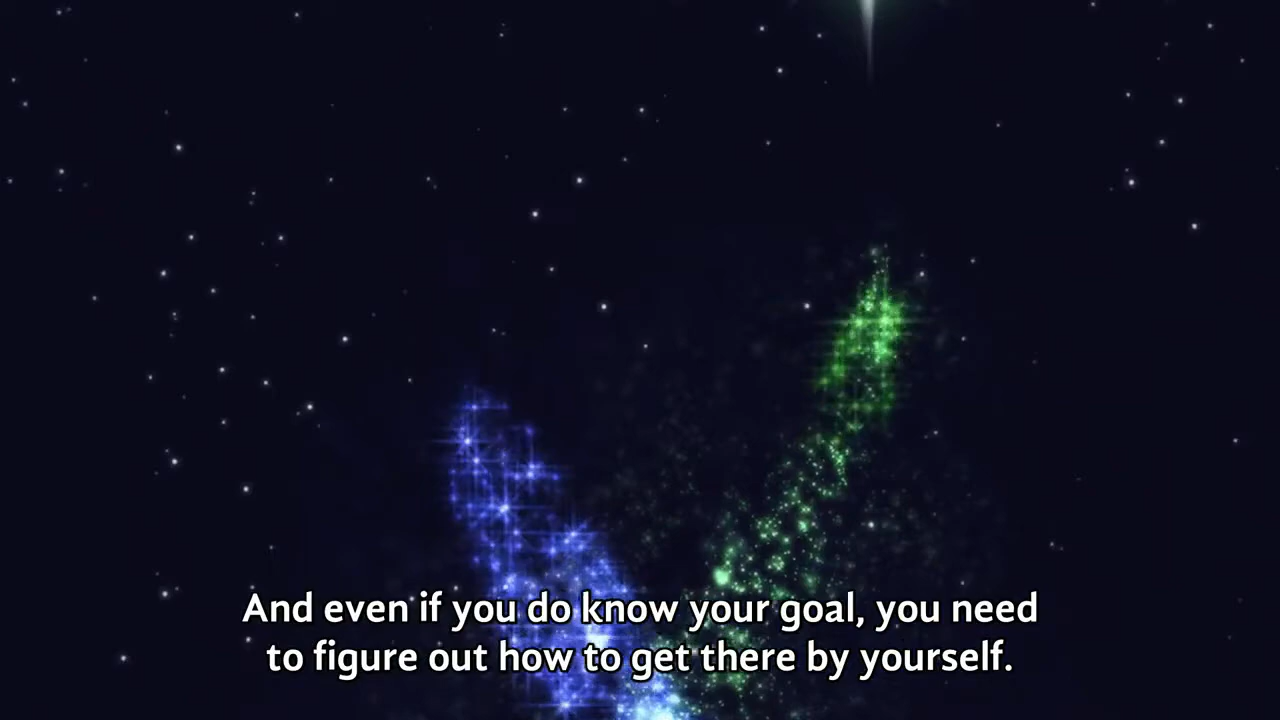 And even if you do know your goal, you need
to figure out how to get there by yourself.